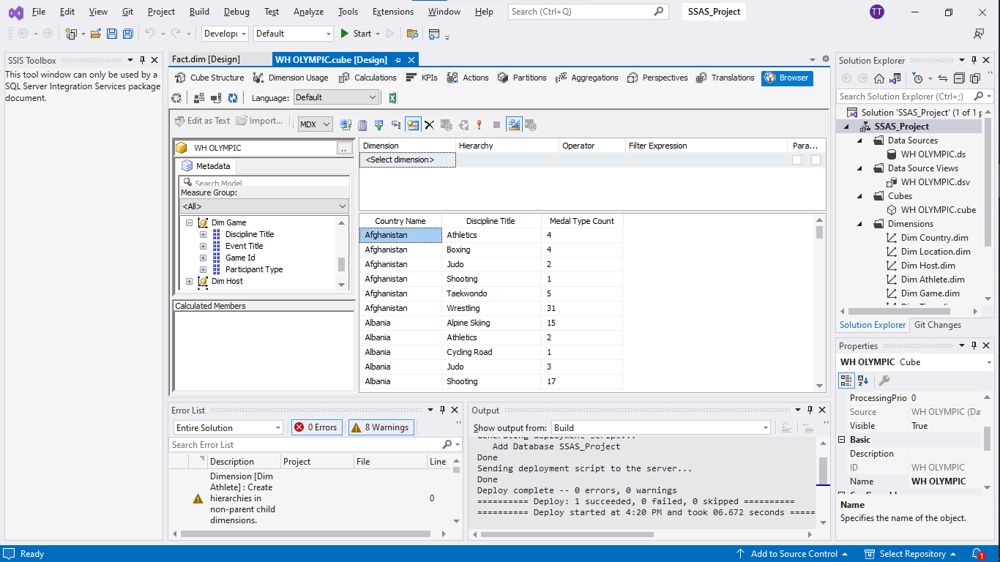 File Edit View Git Project Build Debug Test Analyze Tools Extensions Window Help Search (Ctrl+Q) SSAS_Project TT
Developi Default Start
SSIS Toolbox
This tool window can only be used by a
SQL Server Integration Services package
document.
Fact.dim [Design] WH OLYMPIC.cube [Design]
Cube Structure Dimension Usage Calculations KPIs Actions Partitions Aggregations Perspectives Translations Browser
Language: Default
Edit as Text Import... MDX
WH OLYMPIC ..
Metadata
Search Model
Measure Group:
<All>
Dim Game
Discipline Title
Event Title
Game Id
Participant Type
Dim Host
Calculated Members
Dimension Hierarchy Operator Filter Expression Para...
<Select dimension>
Country Name Discipline Title Medal Type Count
Afghanistan Athletics 4
Afghanistan Boxing 4
Afghanistan Judo 2
Afghanistan Shooting 1
Afghanistan Taekwondo 5
Afghanistan Wrestling 31
Albania Alpine Skiing 15
Albania Athletics 2
Albania Cycling Road 1
Albania Judo 3
Albania Shooting 17
Error List
Entire Solution 0 Errors 8 Warnings
Search Error List
Description Project File Line
Dimension [Dim
Athlete] : Create
hierarchies in
non-parent child
dimensions.
0
Output
Show output from: Build
Generating deployment script...
Add Database SSAS_Project
Done
Sending deployment script to the server...
Done
Deploy complete -- 0 errors, 0 warnings
========== Deploy: 1 succeeded, 0 failed, 0 skipped ==========
========== Deploy started at 4:20 PM and took 06.672 seconds ======
Solution Explorer
Search Solution Explorer (Ctrl+;)
Solution 'SSAS_Project' (1 of 1 p
SSAS_Project
Data Sources
WH OLYMPIC.ds
Data Source Views
WH OLYMPIC.dsv
Cubes
WH OLYMPIC.cube
Dimensions
Dim Country.dim
Dim Location.dim
Dim Host.dim
Dim Athlete.dim
Dim Game.dim
Solution Explorer Git Changes
Properties
WH OLYMPIC Cube
ProcessingPrio 0
Source WH OLYMPIC (Da
Visible True
Basic
Description
ID WH OLYMPIC
Name WH OLYMPIC
Name
Specifies the name of the object.
Ready Add to Source Control Select Repository 1